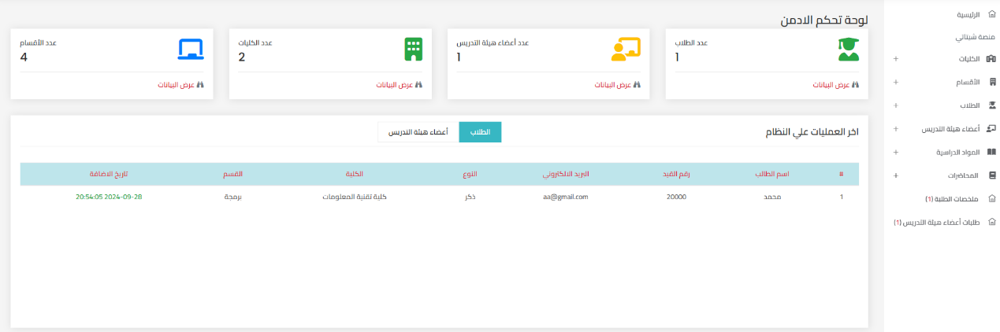 الرئيسية
منصة شيتاتي
الكليات +
الأقسام +
الطلاب +
أعضاء هيئة التدريس +
المواد الدراسية +
المحاضرات +
ملخصات الطلبة (1)
طلبات أعضاء هيئة التدريس (1)
لوحة تحكم الادمن
عدد الطلاب
1
عرض البيانات
عدد أعضاء هيئة التدريس
1
عرض البيانات
عدد الكليات
2
عرض البيانات
عدد الأقسام
4
عرض البيانات
اخر العمليات علي النظام
الطلاب أعضاء هيئة التدريس
# اسم الطالب رقم القيد البريد الالكتروني النوع الكلية القسم تاريخ الاضافة
1 محمد 20000 aa@gmail.com ذكر كلية تقنية المعلومات برمجة 2024-09-28 20:54:05